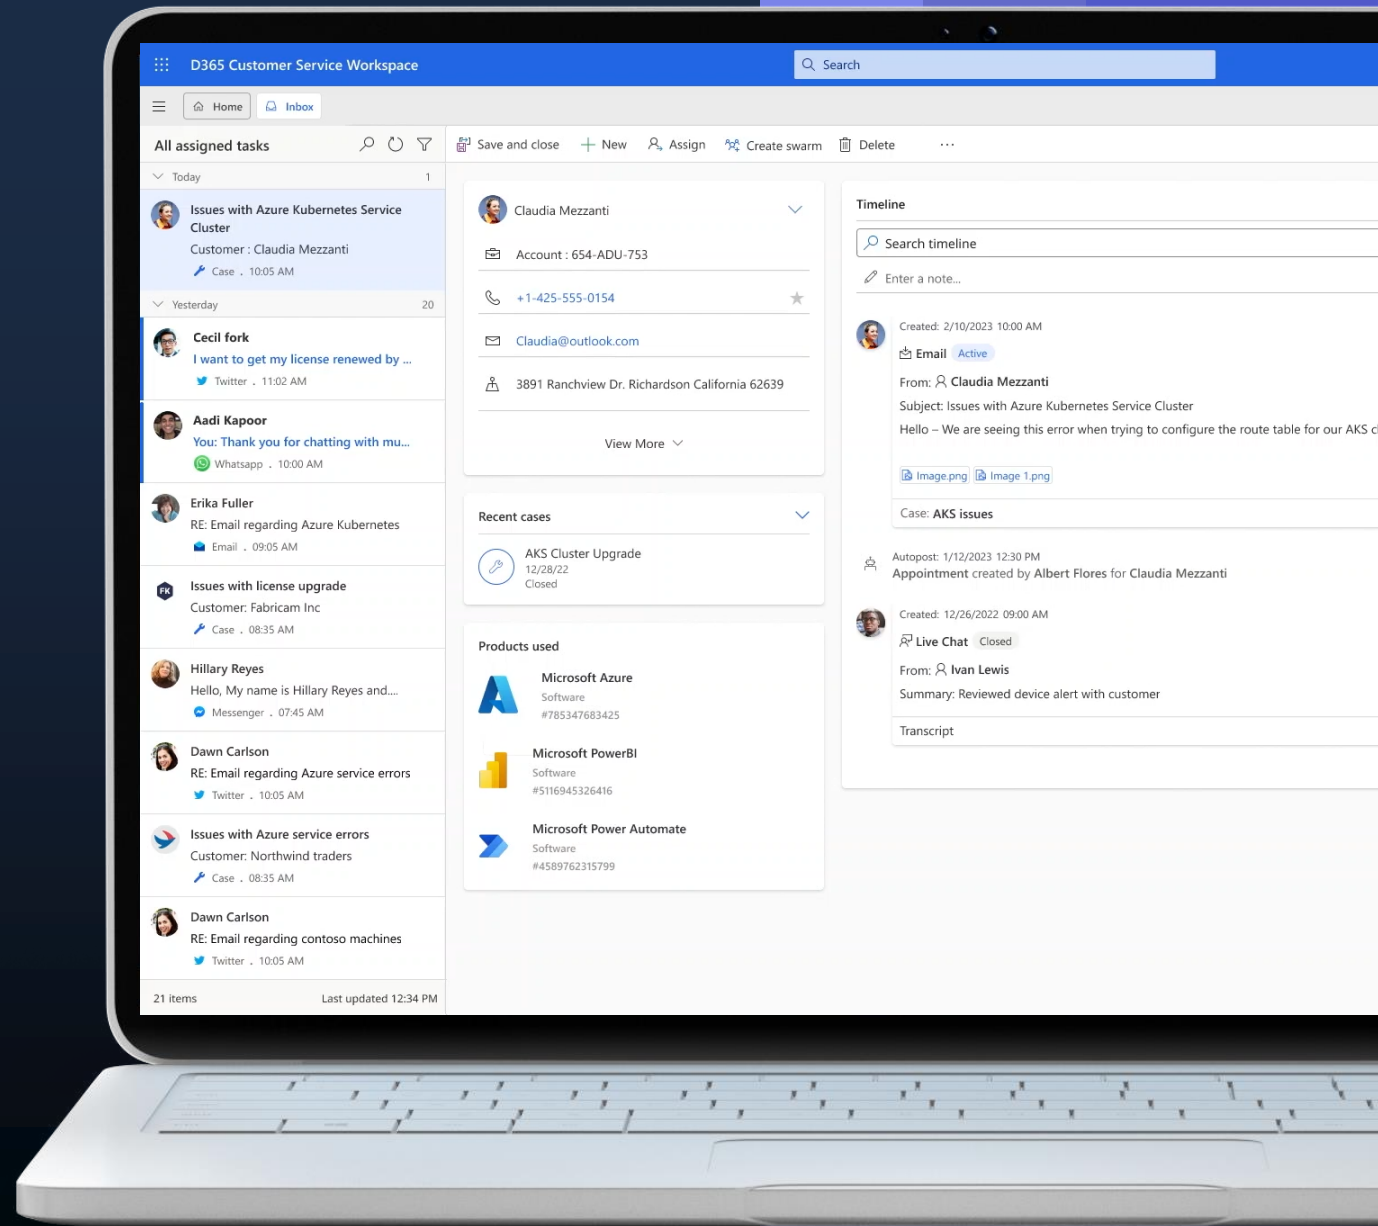 D365 Customer Service Workspace
Search
Home
Inbox
All assigned tasks
Today
1
Issues with Azure Kubernetes Service
Cluster
Customer : Claudia Mezzanti
Case . 10:05 AM
Yesterday
20
Cecil fork
I want to get my license renewed by ...
Twitter . 11:02 AM
Aadi Kapoor
You: Thank you for chatting with mu...
Whatsapp . 10:00 AM
Erika Fuller
RE: Email regarding Azure Kubernetes
Email . 09:05 AM
FK
Issues with license upgrade
Customer: Fabricam Inc
Case . 08:35 AM
Hillary Reyes
Hello, My name is Hillary Reyes and....
Messenger . 07:45 AM
Dawn Carlson
RE: Email regarding Azure service errors
Twitter . 10:05 AM
Issues with Azure service errors
Customer: Northwind traders
Case . 08:35 AM
Dawn Carlson
RE: Email regarding contoso machines
Twitter . 10:05 AM
21 items
Last updated 12:34 PM
Save and close
New
Assign
Create swarm
Delete
...
Claudia Mezzanti
Account : 654-ADU-753
+1-425-555-0154
Claudia@outlook.com
3891 Ranchview Dr. Richardson California 62639
View More
Recent cases
AKS Cluster Upgrade
12/28/22
Closed
Products used
Microsoft Azure
Software
#785347683425
Microsoft PowerBI
Software
#5116945326416
Microsoft Power Automate
Software
#4589762315799
Timeline
Search timeline
Enter a note...
Created: 2/10/2023 10:00 AM
Email Active
From: Claudia Mezzanti
Subject: Issues with Azure Kubernetes Service Cluster
Hello – We are seeing this error when trying to configure the route table for our AKS
Image.png
Image 1.png
Case: AKS issues
Autopost: 1/12/2023 12:30 PM
Appointment created by Albert Flores for Claudia Mezzanti
Created: 12/26/2022 09:00 AM
Live Chat Closed
From: Ivan Lewis
Summary: Reviewed device alert with customer
Transcript